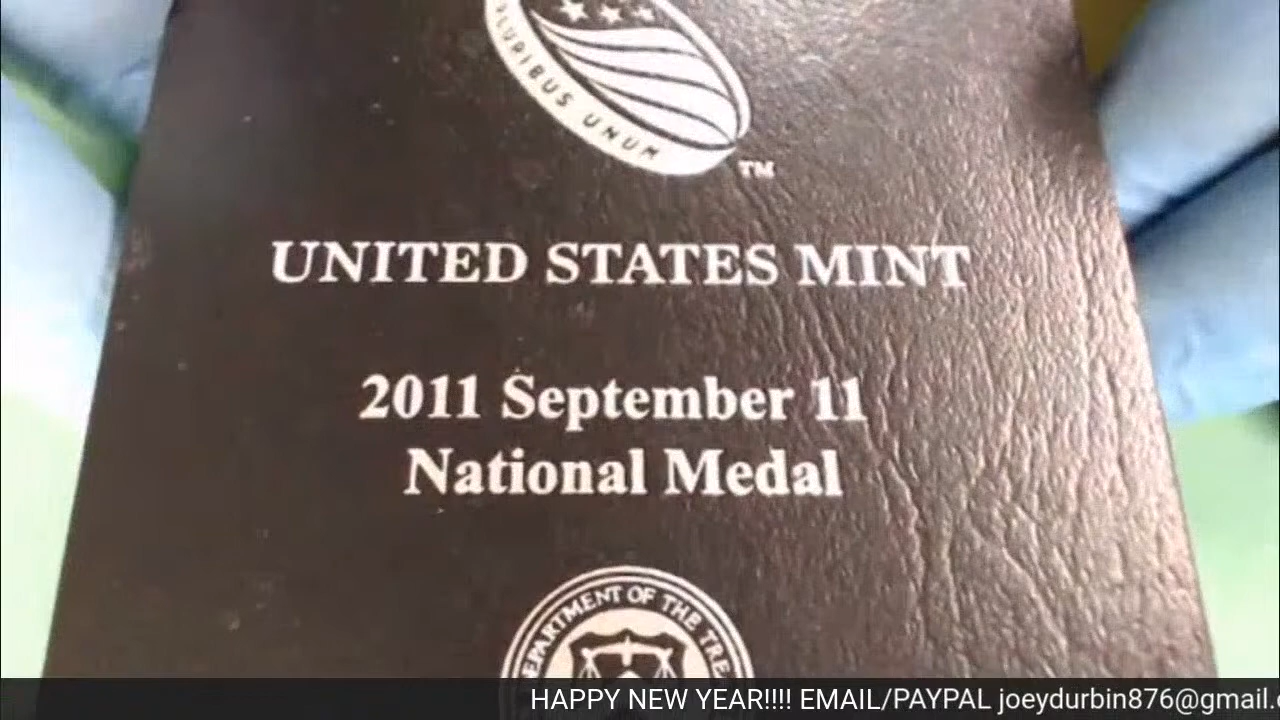 PLURIBUS UNUM
TM
UNITED STATES MINT
2011 September 11
National Medal
DEPARTMENT OF THE TRE
HAPPY NEW YEAR!!!! EMAIL/PAYPAL joeydurbin876@gmail.